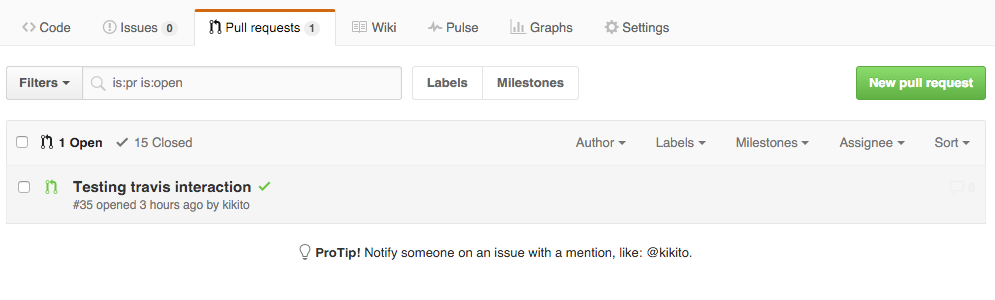 Code Issues 0 Pull requests 1 Wiki Pulse Graphs Settings
Filters is:pr is:open Labels Milestones New pull request
1 Open 15 Closed Author Labels Milestones Assignee Sort
Testing travis interaction 0
#35 opened 3 hours ago by kikito
ProTip! Notify someone on an issue with a mention, like: @kikito.